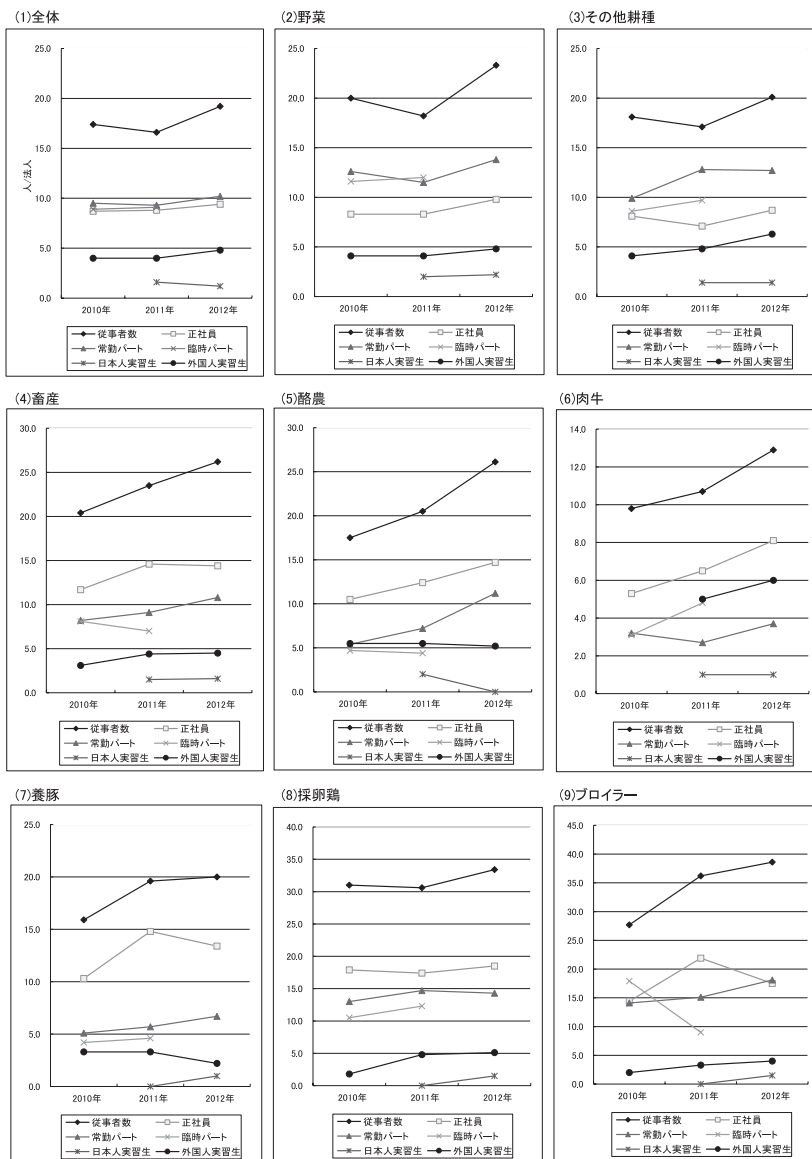 (1)全体
25.0
20.0
15.0
10.0
5.0
0.0
人/法人
2010年 2011年 2012年
従事者数 正社員
常勤パート 臨時パート
日本人実習生 外国人実習生
(2)野菜
25.0
20.0
15.0
10.0
5.0
0.0
2010年 2011年 2012年
従事者数 正社員
常勤パート 臨時パート
日本人実習生 外国人実習生
(3)その他耕種
25.0
20.0
15.0
10.0
5.0
0.0
2010年 2011年 2012年
従事者数 正社員
常勤パート 臨時パート
日本人実習生 外国人実習生
(4)畜産
30.0
25.0
20.0
15.0
10.0
5.0
0.0
2010年 2011年 2012年
従事者数 正社員
常勤パート 臨時パート
日本人実習生 外国人実習生
(5)酪農
30.0
25.0
20.0
15.0
10.0
5.0
0.0
2010年 2011年 2012年
従事者数 正社員
常勤パート 臨時パート
日本人実習生 外国人実習生
(6)肉牛
14.0
12.0
10.0
8.0
6.0
4.0
2.0
0.0
2010年 2011年 2012年
従事者数 正社員
常勤パート 臨時パート
日本人実習生 外国人実習生
(7)養豚
25.0
20.0
15.0
10.0
5.0
0.0
2010年 2011年 2012年
従事者数 正社員
常勤パート 臨時パート
日本人実習生 外国人実習生
(8)採卵鶏
40.0
35.0
30.0
25.0
20.0
15.0
10.0
5.0
0.0
2010年 2011年 2012年
従事者数 正社員
常勤パート 臨時パート
日本人実習生 外国人実習生
(9)ブロイラー
45.0
40.0
35.0
30.0
25.0
20.0
15.0
10.0
5.0
0.0
2010年 2011年 2012年
従事者数 正社員
常勤パート 臨時パート
日本人実習生 外国人実習生